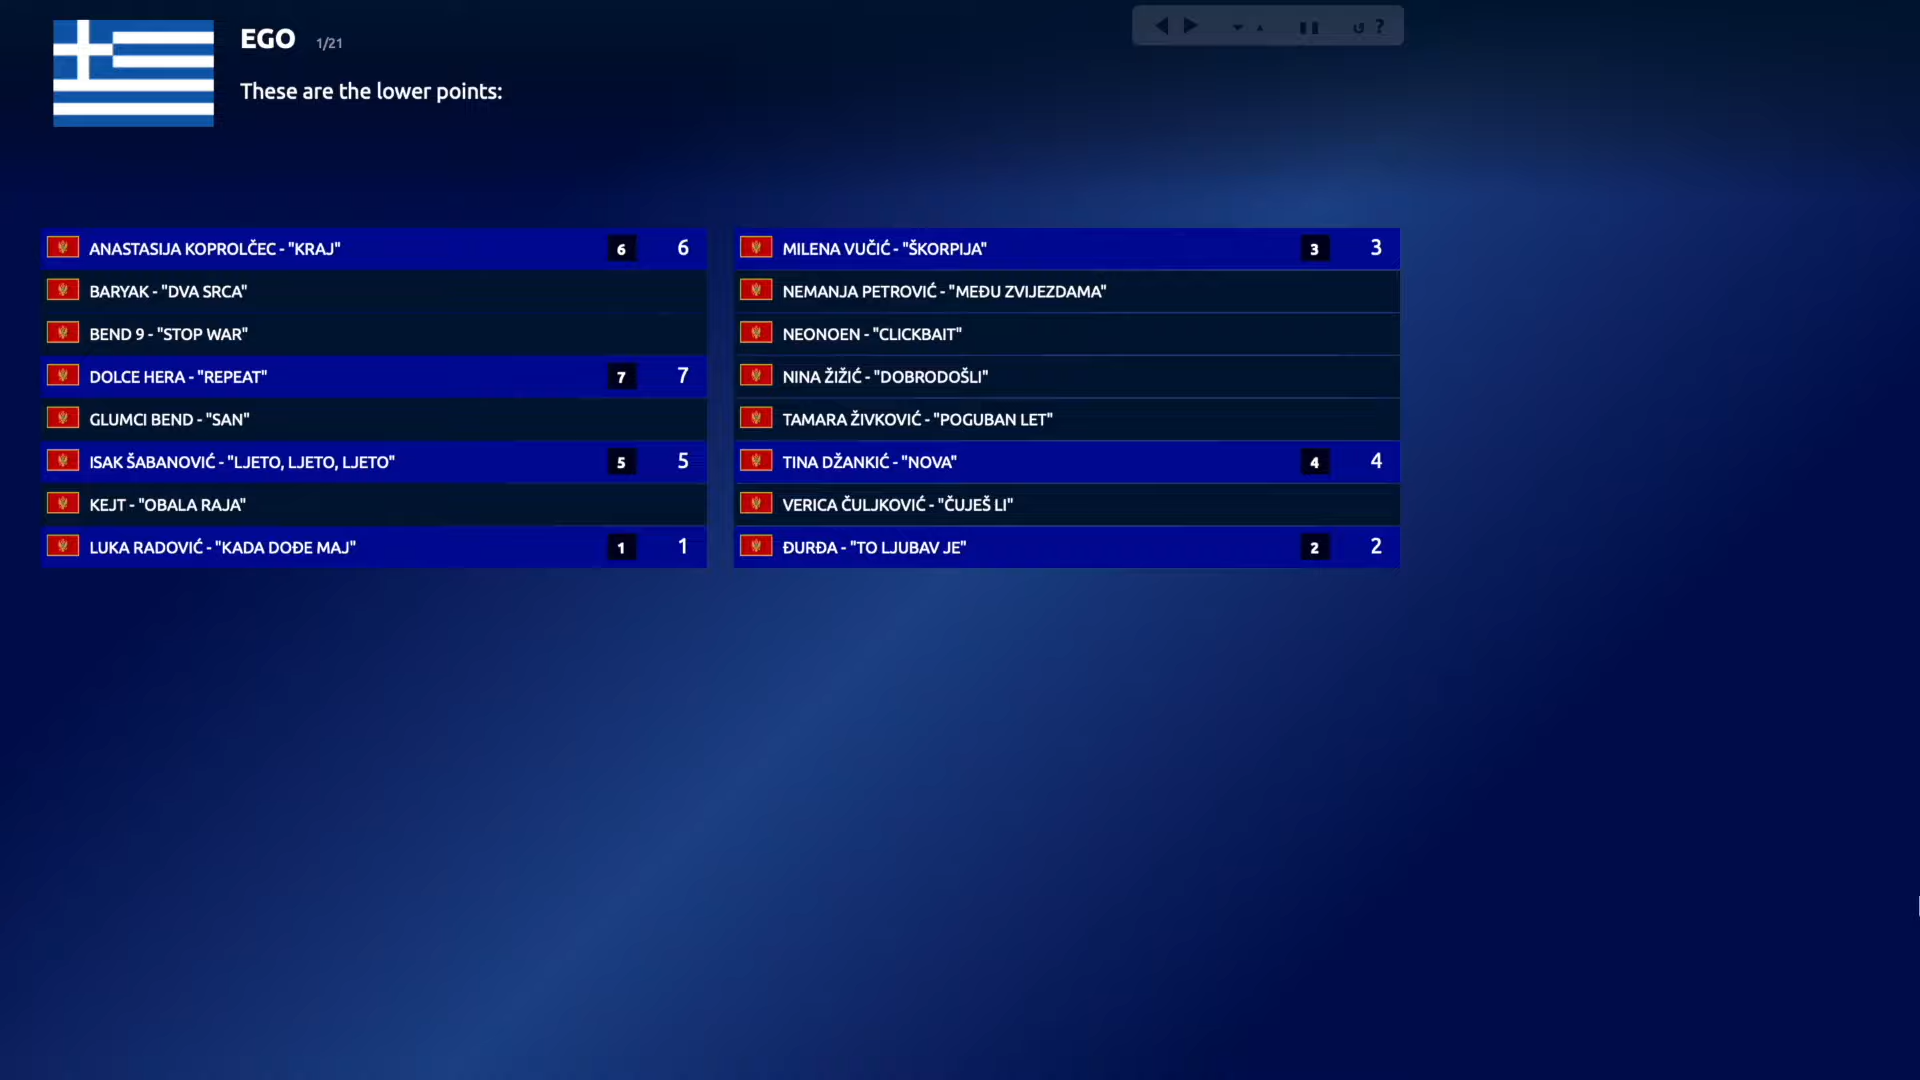 EGO 1/21
These are the lower points:
ANASTASIJA KOPROLČEC - "KRAJ" 6 6
BARYAK - "DVA SRCA"
BEND 9 - "STOP WAR"
DOLCE HERA - "REPEAT" 7 7
GLUMCI BEND - "SAN"
ISAK ŠABANOVIĆ - "LJETO, LJETO, LJETO" 5 5
KEJT - "OBALA RAJA"
LUKA RADOVIĆ - "KADA DOĐE MAJ" 1 1
MILENA VUČIĆ - "ŠKORPIJA" 3 3
NEMANJA PETROVIĆ - "MEĐU ZVIJEZDAMA"
NEONOEN - "CLICKBAIT"
NINA ŽIŽIĆ - "DOBRODOŠLI"
TAMARA ŽIVKOVIĆ - "POGUBAN LET"
TINA DŽANKIĆ - "NOVA" 4 4
VERICA ČULJKOVIĆ - "ČUJEŠ LI"
ĐURĐA - "TO LJUBAV JE" 2 2